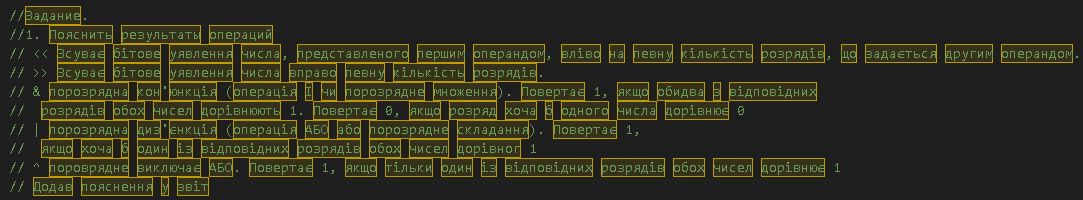 //Задание.
//1. Пояснить результаты операций
// << Зсуває бітове уявлення числа, представленого першим операндом, вліво на певну кількість розрядів, що задається другим операндом.
// >> Зсуває бітове уявлення числа вправо певну кількість розрядів.
// & порозрядна кон'юнкція (операція І чи порозрядне множення). Повертає 1, якщо обидва з відповідних
//  розрядів обох чисел дорівнюють 1. Повертає 0, якщо розряд хоча б одного числа дорівнює 0
// | порозрядна диз'єнкція (операція АБО або порозрядне складання). Повертає 1,
//  якщо хоча б один із відповідних розрядів обох чисел дорівног 1
// ^ пороврядне виключає АБО. Повертає 1, якщо тільки один із відповідних розрядів обох чисел дорівнює 1
// Додав пояснення у звіт